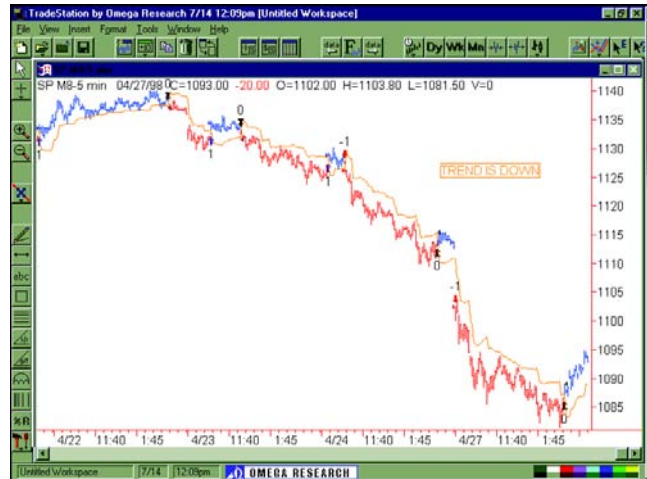 TradeStation by Omega Research 7/14 12:09pm [Untitled Workspace]
File View Insert Format Tools Window Help
Dy Wk Mn
SP M8-5 min 04/27/98 C=1093.00 -20.00 O=1102.00 H=1103.80 L=1081.50 V=0
1140
1135
1130
1125
1120
1115
1110
1105
1100
1095
1090
1085
TREND IS DOWN
0
0
-1
1
1
1
0
-1
0
abc
%R
4/22 11:40 1:45 4/23 11:40 1:45 4/24 11:40 1:45 4/27 11:40 1:45
Untitled Workspace 7/14 12:09pm OMEGA RESEARCH